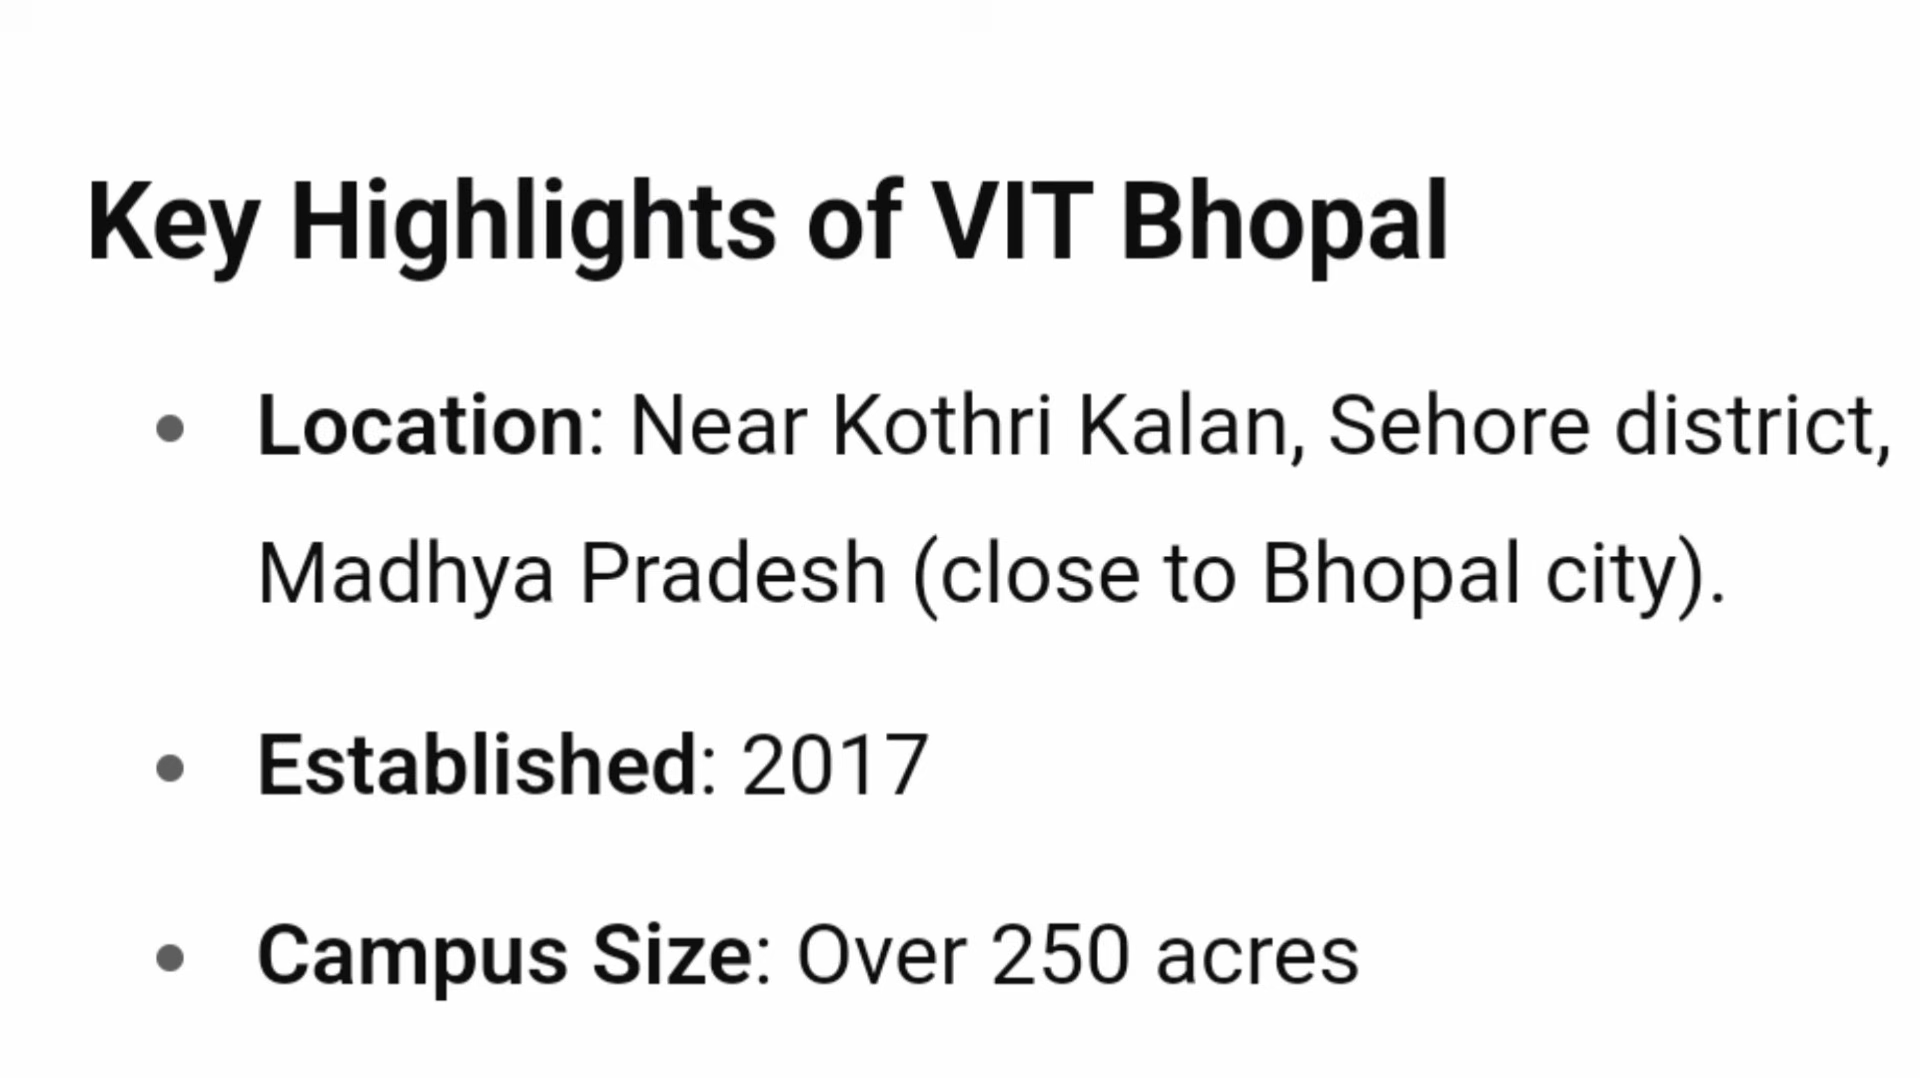 Key Highlights of VIT Bhopal
• Location: Near Kothri Kalan, Sehore district,
Madhya Pradesh (close to Bhopal city).
• Established: 2017
• Campus Size: Over 250 acres